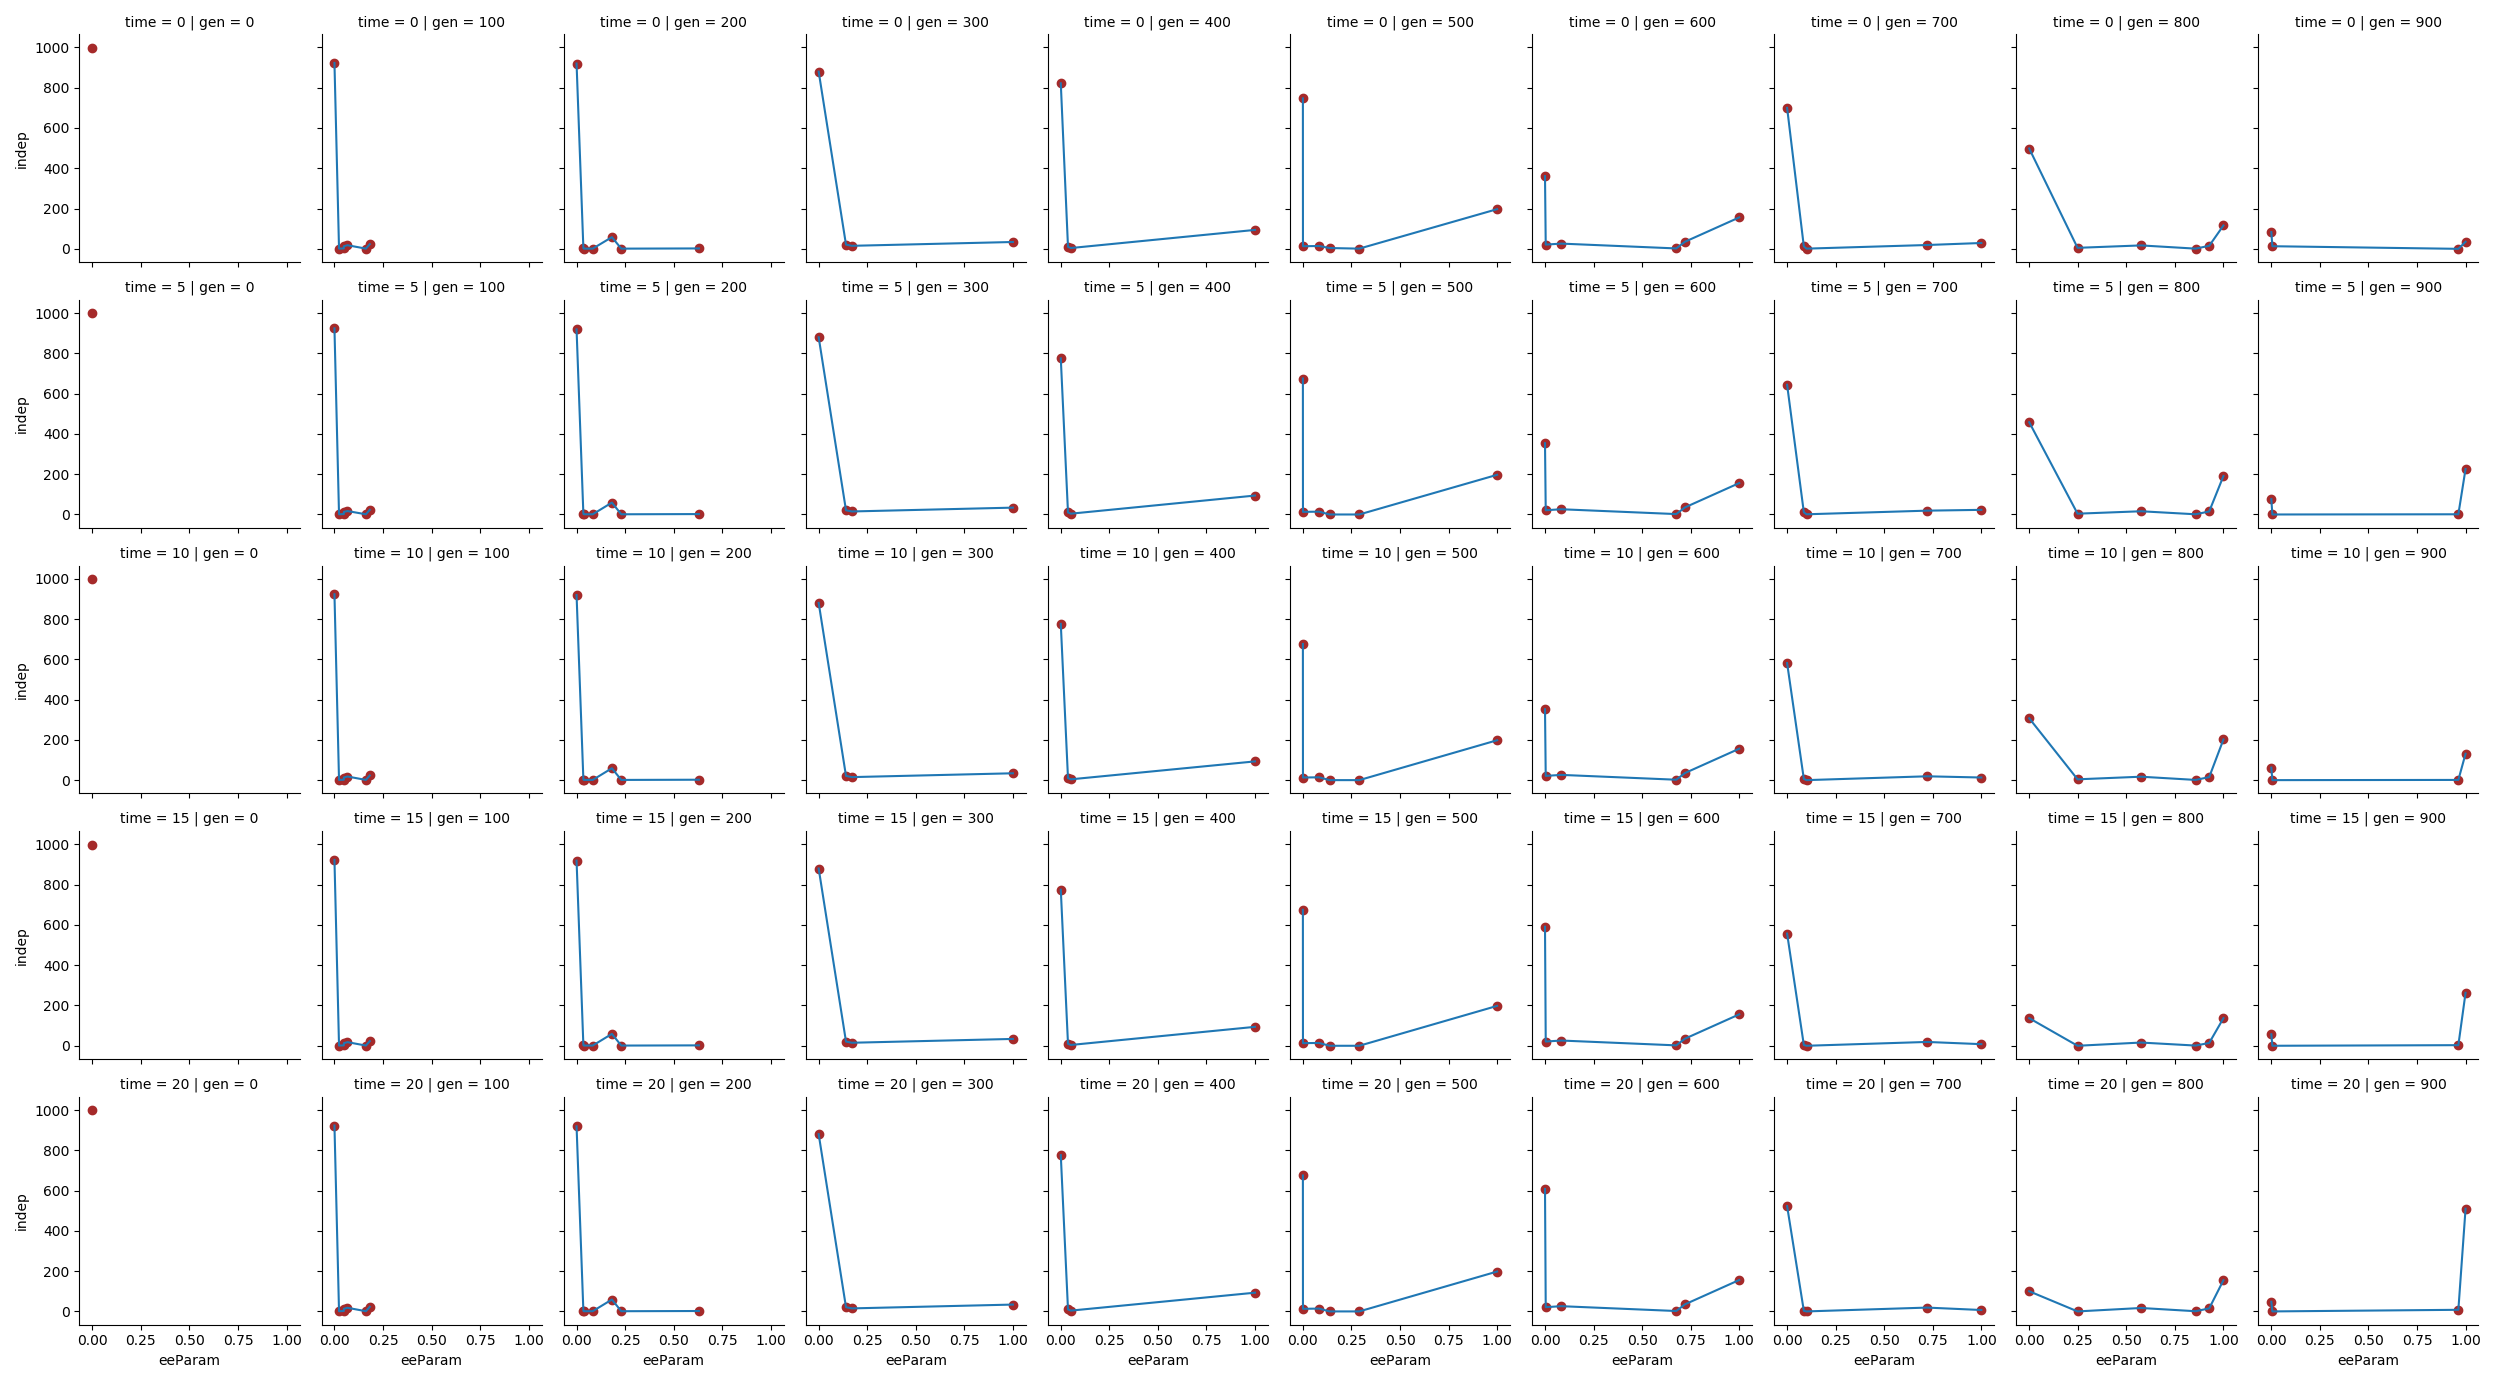 time = 0 | gen = 0 time = 0 | gen = 100 time = 0 | gen = 200 time = 0 | gen = 300 time = 0 | gen = 400 time = 0 | gen = 500 time = 0 | gen = 600 time = 0 | gen = 700 time = 0 | gen = 800 time = 0 | gen = 900
1000
800
600
400
200
0
indep
time = 5 | gen = 0 time = 5 | gen = 100 time = 5 | gen = 200 time = 5 | gen = 300 time = 5 | gen = 400 time = 5 | gen = 500 time = 5 | gen = 600 time = 5 | gen = 700 time = 5 | gen = 800 time = 5 | gen = 900
1000
800
600
400
200
0
indep
time = 10 | gen = 0 time = 10 | gen = 100 time = 10 | gen = 200 time = 10 | gen = 300 time = 10 | gen = 400 time = 10 | gen = 500 time = 10 | gen = 600 time = 10 | gen = 700 time = 10 | gen = 800 time = 10 | gen = 900
1000
800
600
400
200
0
indep
time = 15 | gen = 0 time = 15 | gen = 100 time = 15 | gen = 200 time = 15 | gen = 300 time = 15 | gen = 400 time = 15 | gen = 500 time = 15 | gen = 600 time = 15 | gen = 700 time = 15 | gen = 800 time = 15 | gen = 900
1000
800
600
400
200
0
indep
time = 20 | gen = 0 time = 20 | gen = 100 time = 20 | gen = 200 time = 20 | gen = 300 time = 20 | gen = 400 time = 20 | gen = 500 time = 20 | gen = 600 time = 20 | gen = 700 time = 20 | gen = 800 time = 20 | gen = 900
1000
800
600
400
200
0
indep
0.00 0.25 0.50 0.75 1.00 0.00 0.25 0.50 0.75 1.00 0.00 0.25 0.50 0.75 1.00 0.00 0.25 0.50 0.75 1.00 0.00 0.25 0.50 0.75 1.00 0.00 0.25 0.50 0.75 1.00 0.00 0.25 0.50 0.75 1.00 0.00 0.25 0.50 0.75 1.00 0.00 0.25 0.50 0.75 1.00 0.00 0.25 0.50 0.75 1.00
eeParam eeParam eeParam eeParam eeParam eeParam eeParam eeParam eeParam eeParam